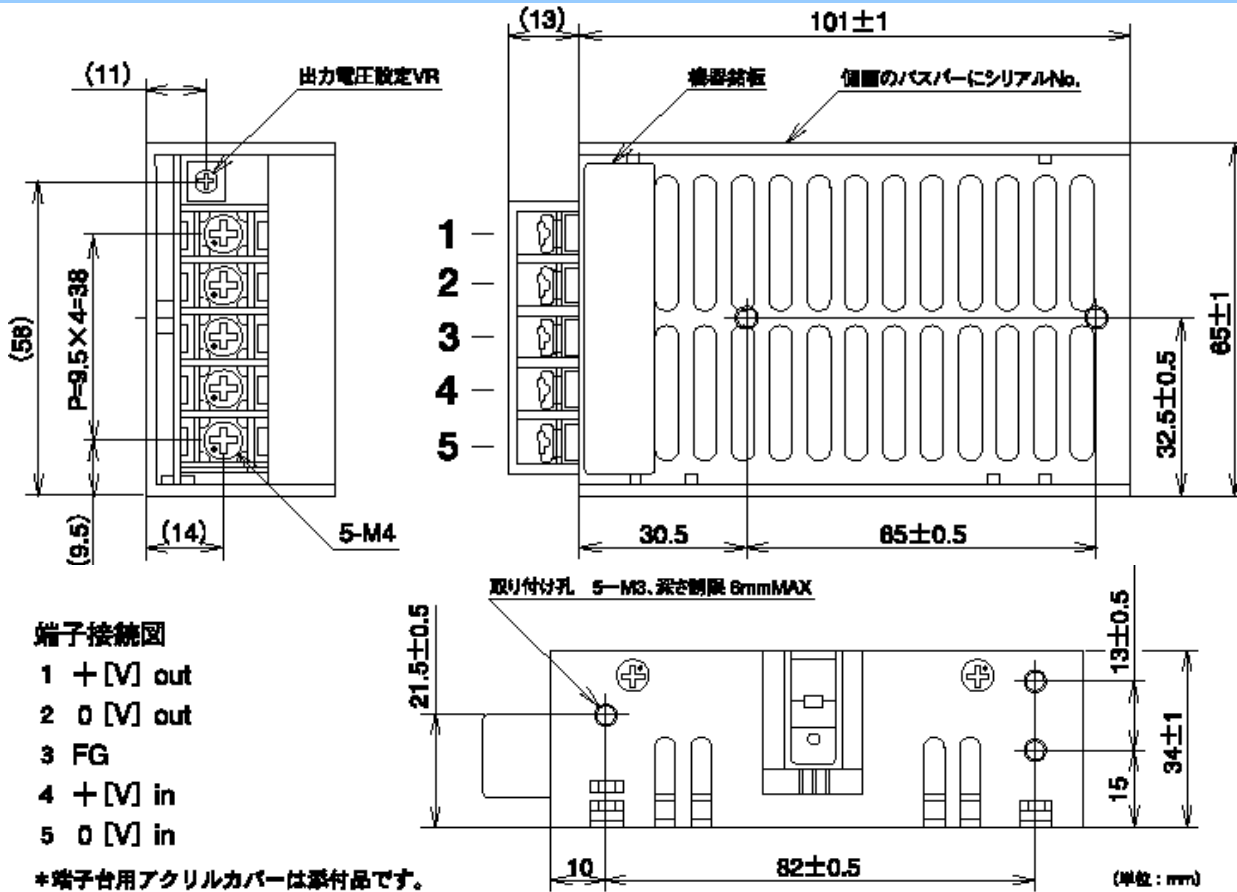 (13)
101±1
(11)
出力電圧設定VR
機器銘板
側面のバスバーにシリアルNo.
(58)
P=9.5×4=38
1
2
3
4
5
65±1
32.5±0.5
(9.5)
(14)
5-M4
30.5
65±0.5
取り付け孔 5-M3、深さ制限 6mmMAX
21.5±0.5
13±0.5
34±1
15
10
82±0.5
(単位:mm)
端子接続図
1 +[V] out
2 0 [V] out
3 FG
4 +[V] in
5 0 [V] in
*端子台用アクリルカバーは添付品です。